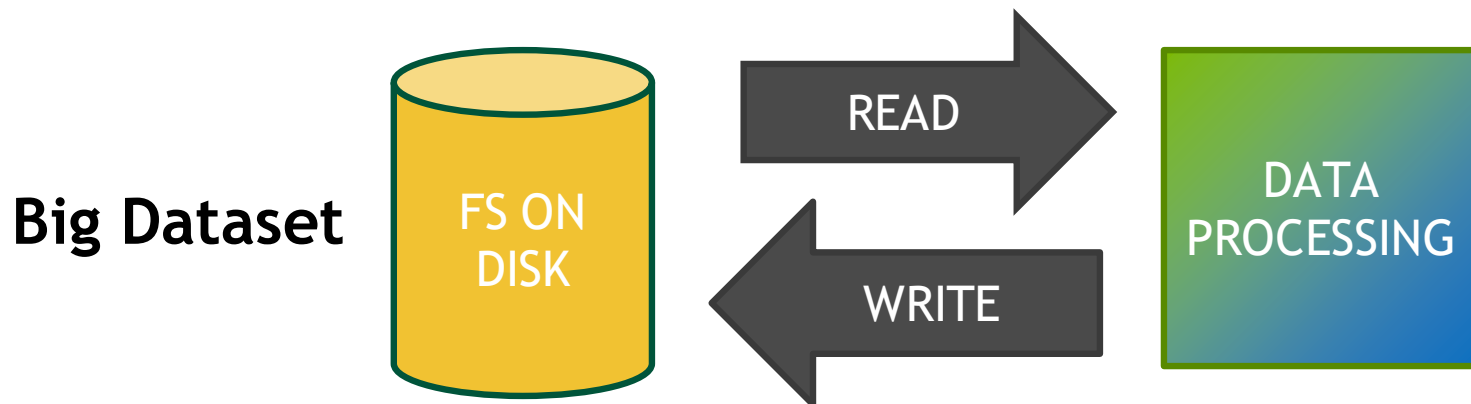 Big Dataset
FS ON
DISK
READ
WRITE
DATA
PROCESSING